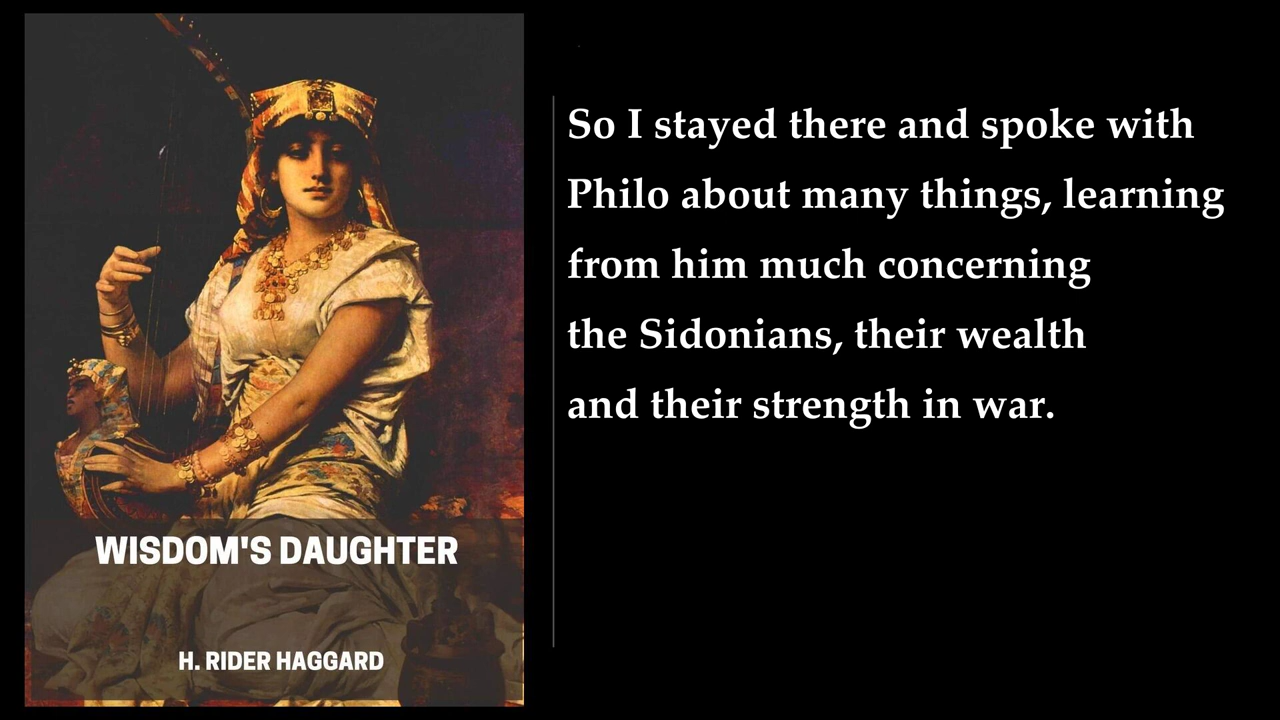 WISDOM'S DAUGHTER
H. RIDER HAGGARD
So I stayed there and spoke with
Philo about many things, learning
from him much concerning
the Sidonians, their wealth
and their strength in war.